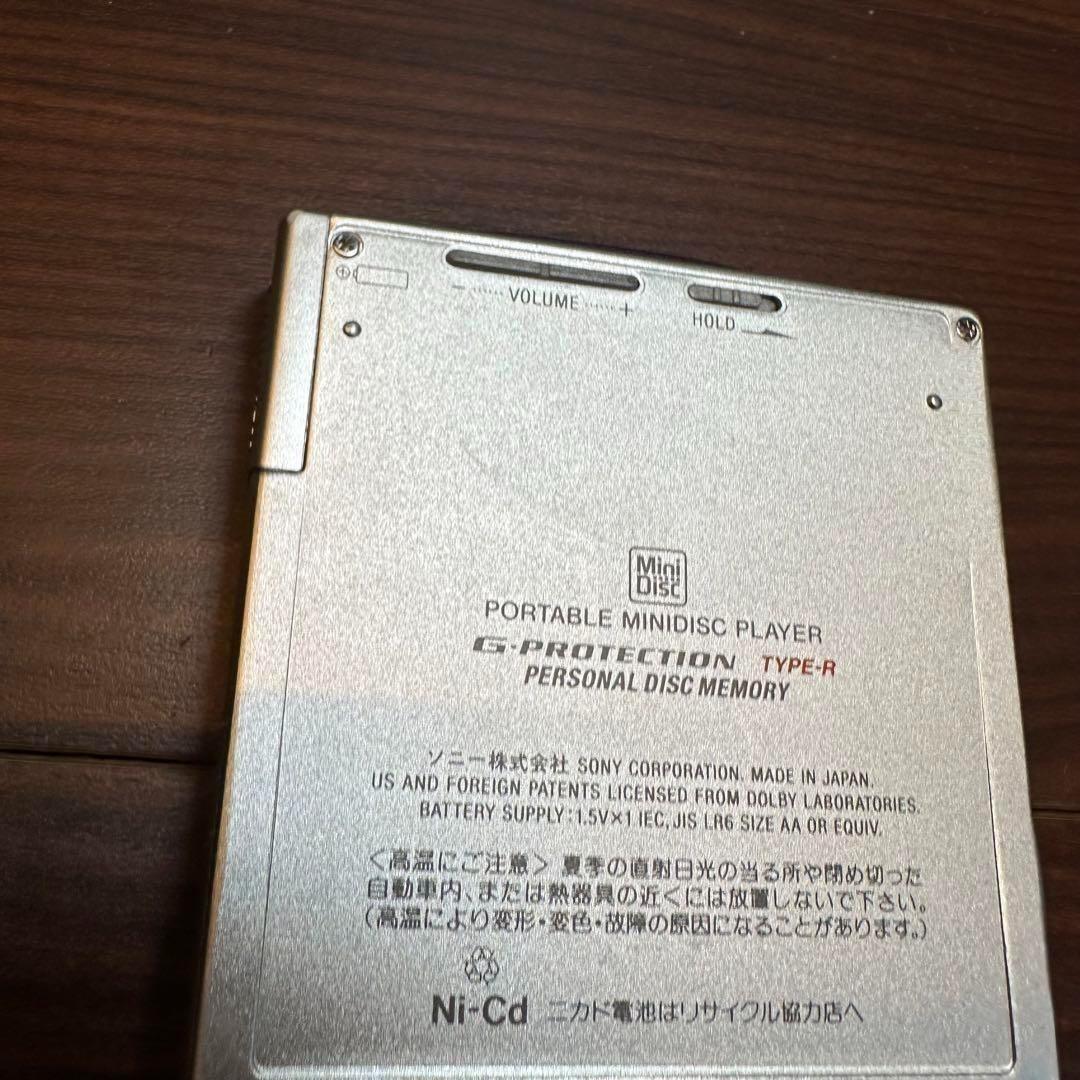 − VOLUME +
HOLD
Mini
Disc
PORTABLE MINIDISC PLAYER
G-PROTECTION TYPE-R
PERSONAL DISC MEMORY
ソニー株式会社 SONY CORPORATION. MADE IN JAPAN.
US AND FOREIGN PATENTS LICENSED FROM DOLBY LABORATORIES.
BATTERY SUPPLY:1.5V×1 IEC, JIS LR6 SIZE AA OR EQUIV.
<高温にご注意> 夏季の直射日光の当る所や閉め切った
自動車内、または熱器具の近くには放置しないで下さい。
(高温により変形・変色・故障の原因になることがあります。)
Ni-Cd ニカド電池はリサイクル協力店へ